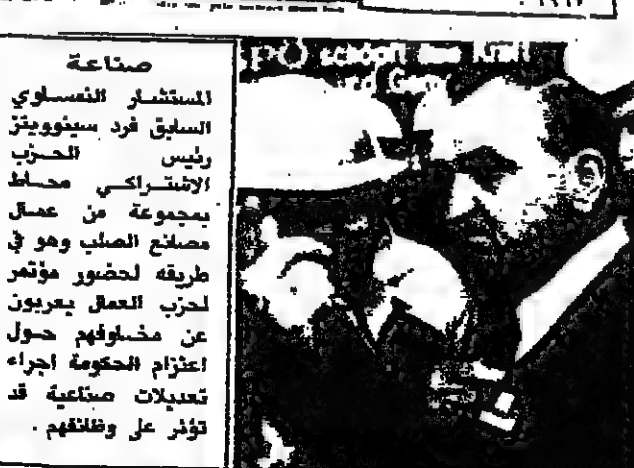 ١٩٨٧ .
صناعة
المستشار النمساوي
السابق فرد سينوويتز
رئيس الحزب
الاشتراكي محاط
بمجموعة من عمال
مصانع الصلب وهو في
طريقه لحضور مؤتمر
لحزب العمال يعربون
عن مخاوفهم حول
اعتزام الحكومة اجراء
تعديلات صناعية قد
تؤثر على وظائفهم .